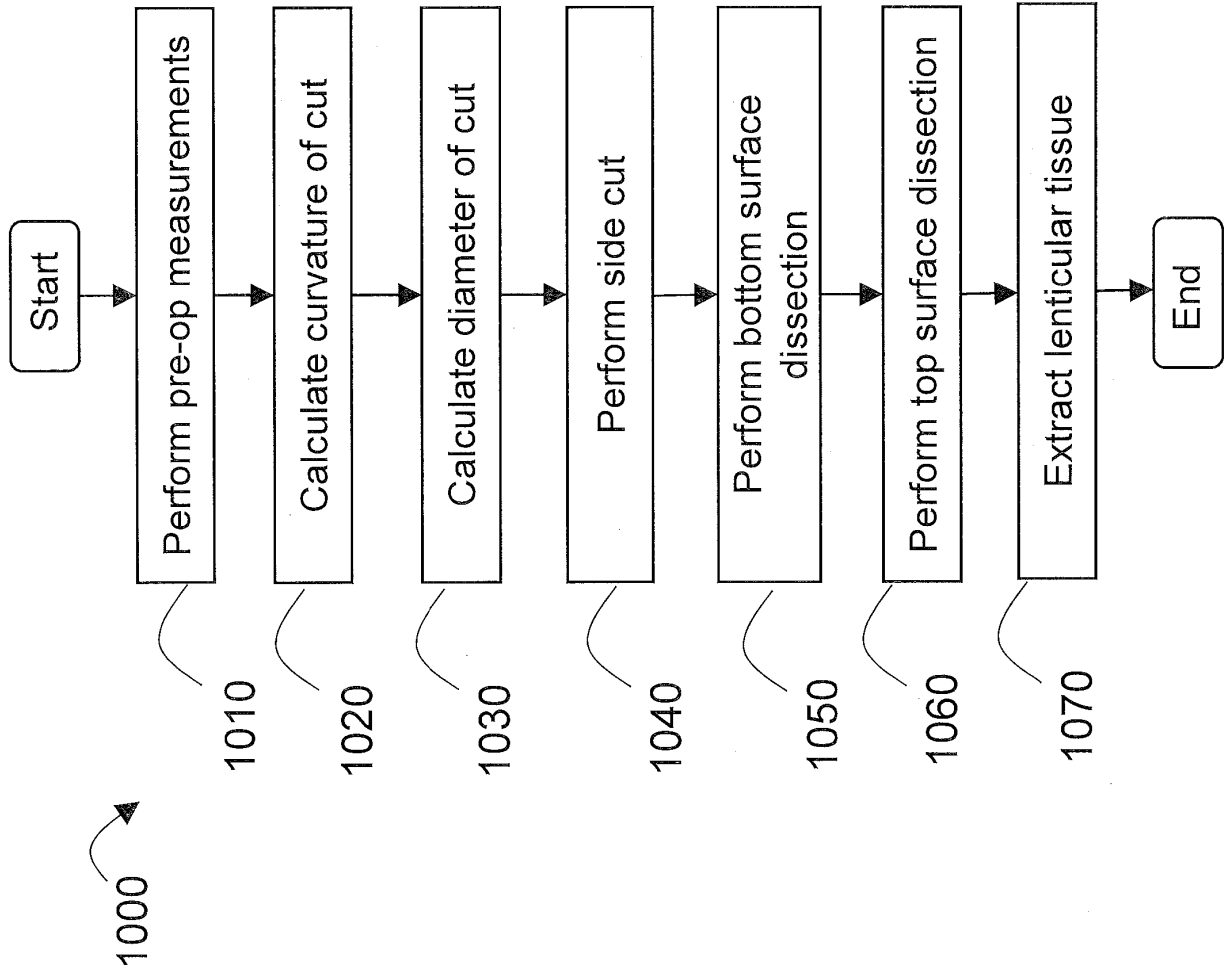 1000
Start
1010
Perform pre-op measurements
1020
Calculate curvature of cut
1030
Calculate diameter of cut
1040
Perform side cut
1050
Perform bottom surface
dissection
1060
Perform top surface dissection
1070
Extract lenticular tissue
End